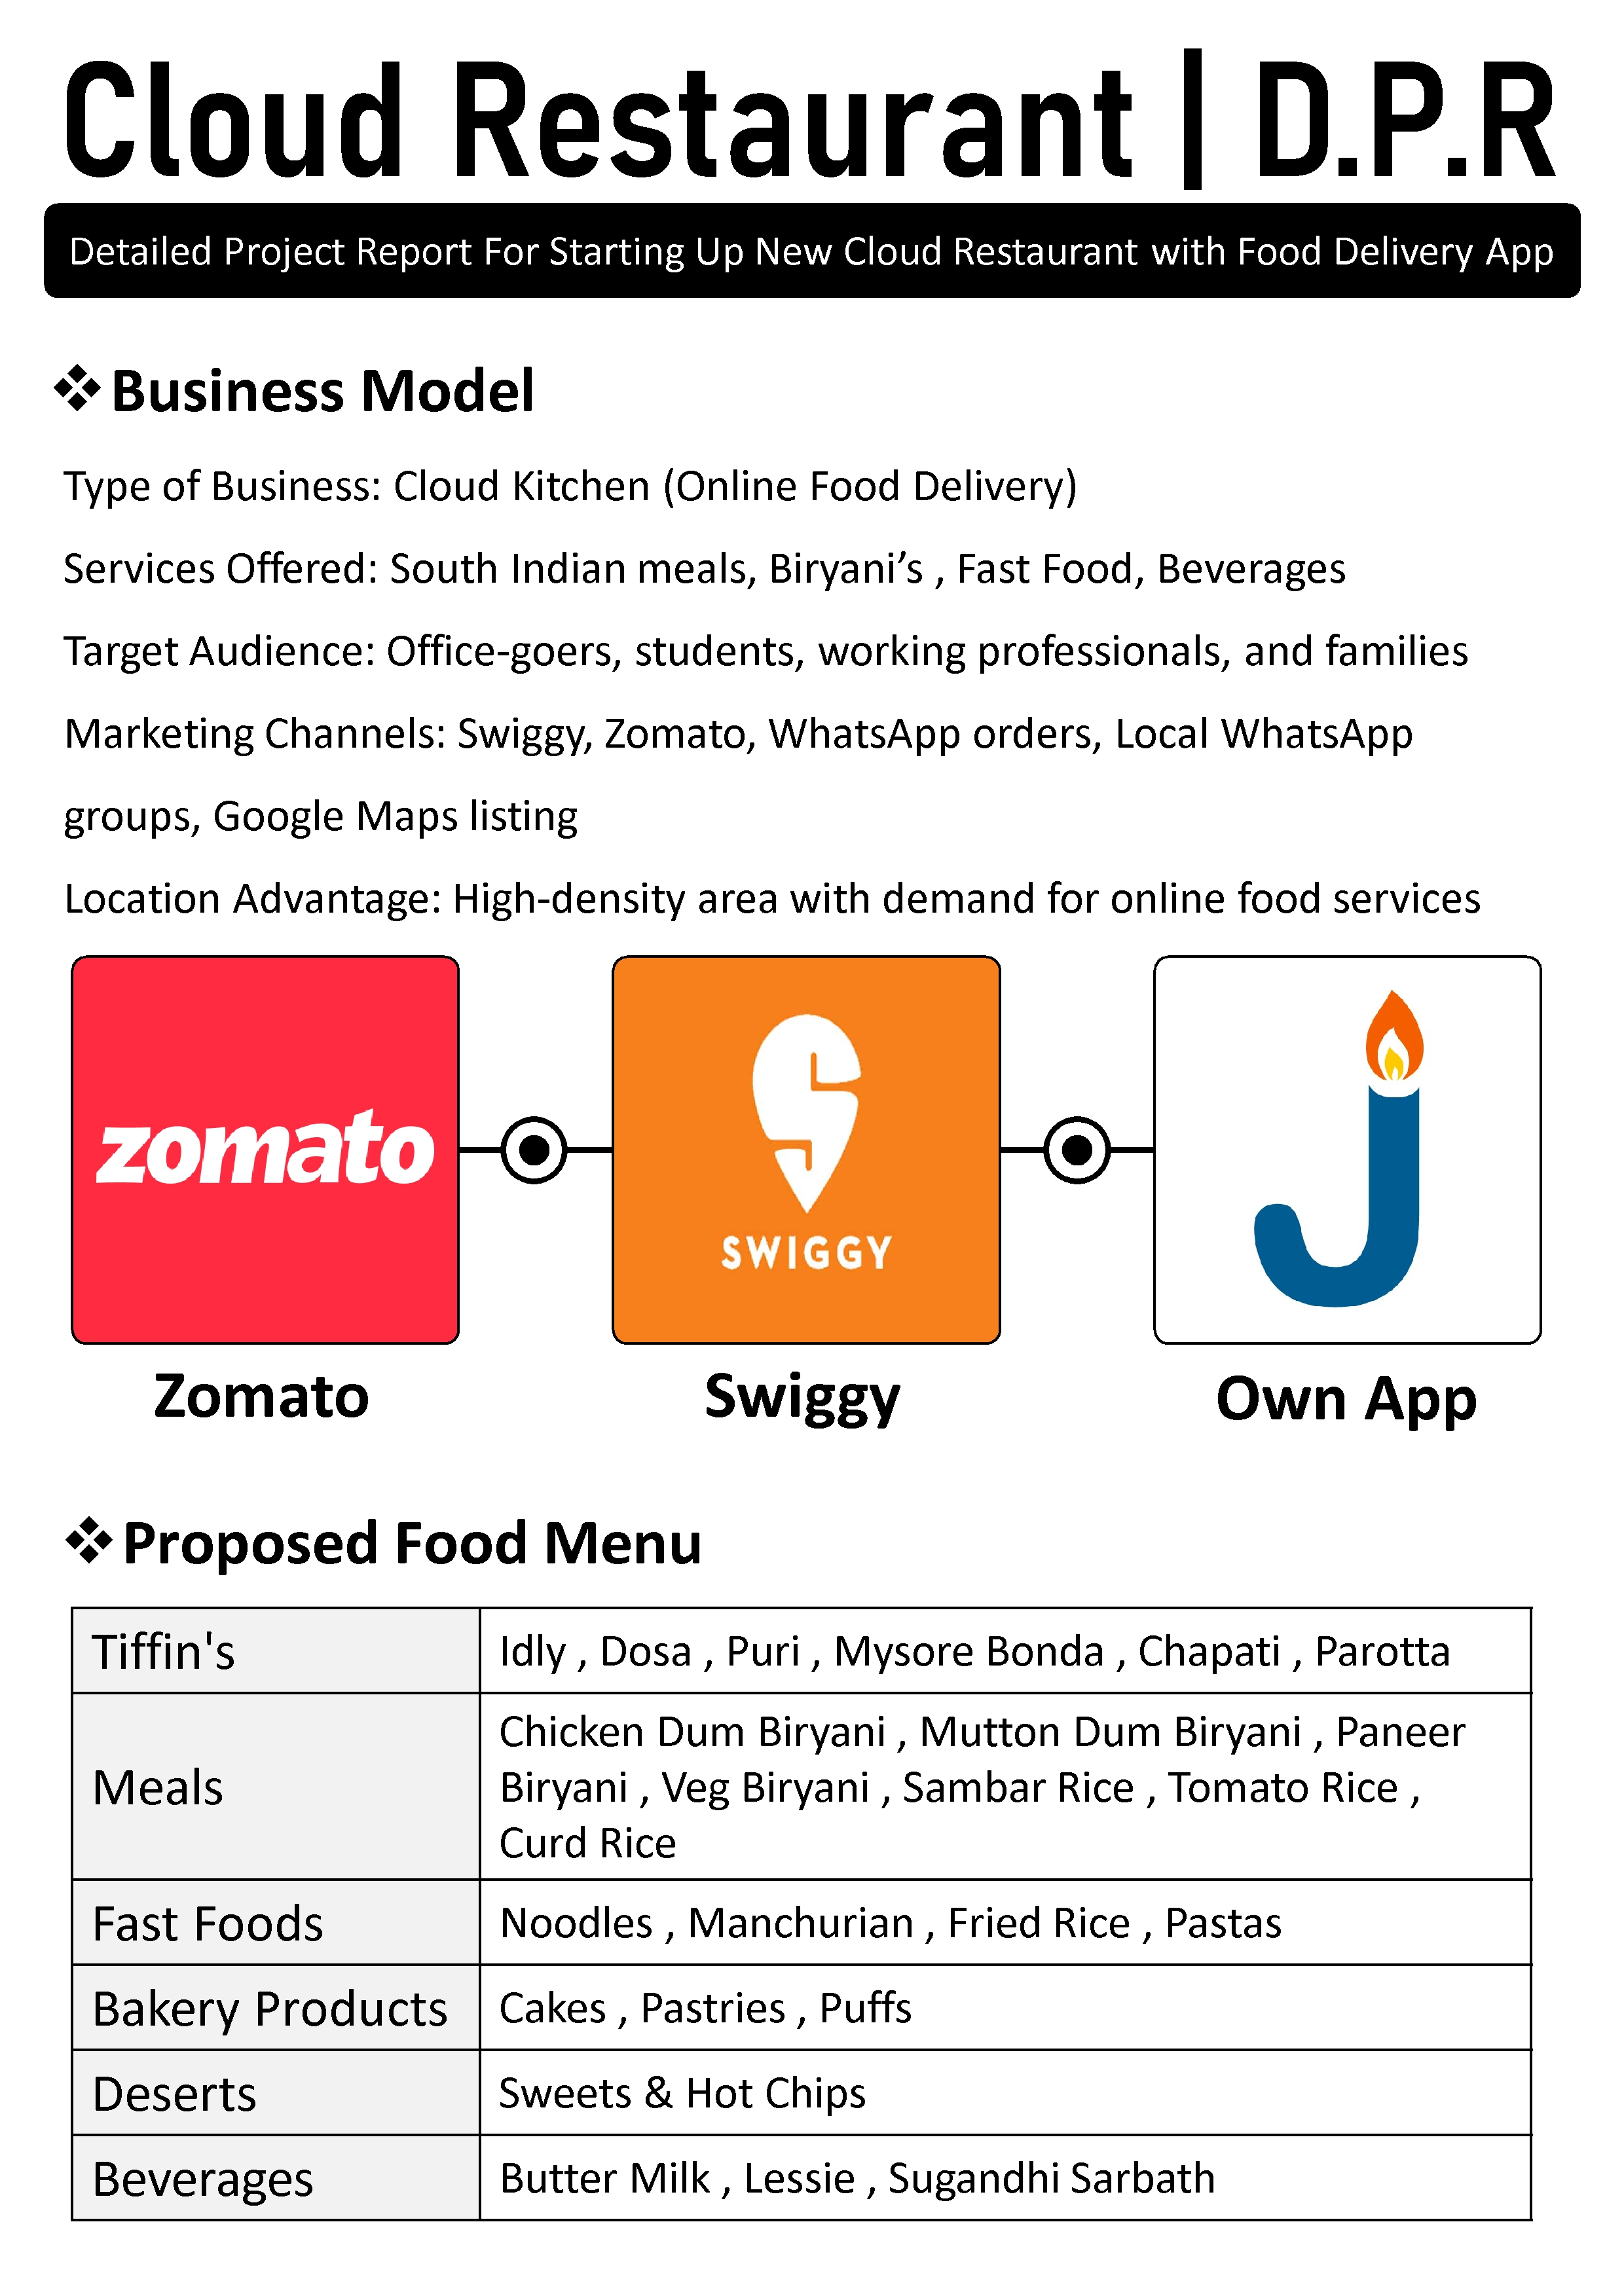 Cloud Restaurant | D.P.R
Detailed Project Report For Starting Up New Cloud Restaurant with Food Delivery App
❖ Business Model
Type of Business: Cloud Kitchen (Online Food Delivery)
Services Offered: South Indian meals, Biryani’s , Fast Food, Beverages
Target Audience: Office-goers, students, working professionals, and families
Marketing Channels: Swiggy, Zomato, WhatsApp orders, Local WhatsApp
groups, Google Maps listing
Location Advantage: High-density area with demand for online food services
zomato
SWIGGY
J
Zomato
Swiggy
Own App
❖ Proposed Food Menu
Tiffin's
Idly , Dosa , Puri , Mysore Bonda , Chapati , Parotta
Meals
Chicken Dum Biryani , Mutton Dum Biryani , Paneer
Biryani , Veg Biryani , Sambar Rice , Tomato Rice ,
Curd Rice
Fast Foods
Noodles , Manchurian , Fried Rice , Pastas
Bakery Products
Cakes , Pastries , Puffs
Deserts
Sweets & Hot Chips
Beverages
Butter Milk , Lessie , Sugandhi Sarbath